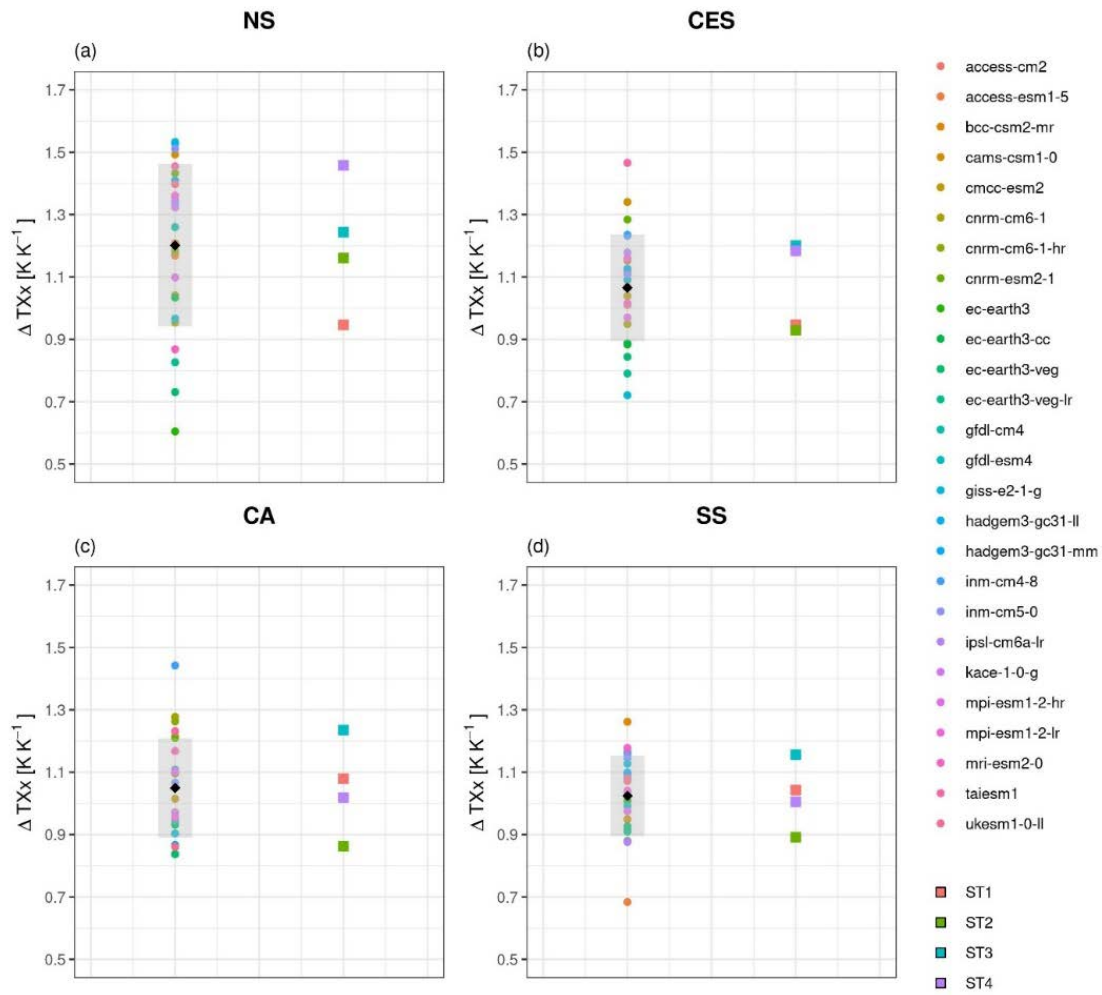 NS
(a)
1.7
1.5
1.3
1.1
0.9
0.7
0.5
Δ TXx [K K⁻¹ ]
CES
(b)
1.7
1.5
1.3
1.1
0.9
0.7
0.5
Δ TXx [K K⁻¹ ]
CA
(c)
1.7
1.5
1.3
1.1
0.9
0.7
0.5
Δ TXx [K K⁻¹ ]
SS
(d)
1.7
1.5
1.3
1.1
0.9
0.7
0.5
Δ TXx [K K⁻¹ ]
access-cm2
access-esm1-5
bcc-csm2-mr
cams-csm1-0
cmcc-esm2
cnrm-cm6-1
cnrm-cm6-1-hr
cnrm-esm2-1
ec-earth3
ec-earth3-cc
ec-earth3-veg
ec-earth3-veg-lr
gfdl-cm4
gfdl-esm4
giss-e2-1-g
hadgem3-gc31-ll
hadgem3-gc31-mm
inm-cm4-8
inm-cm5-0
ipsl-cm6a-lr
kace-1-0-g
mpi-esm1-2-hr
mpi-esm1-2-lr
mri-esm2-0
taiesm1
ukesm1-0-ll
ST1
ST2
ST3
ST4